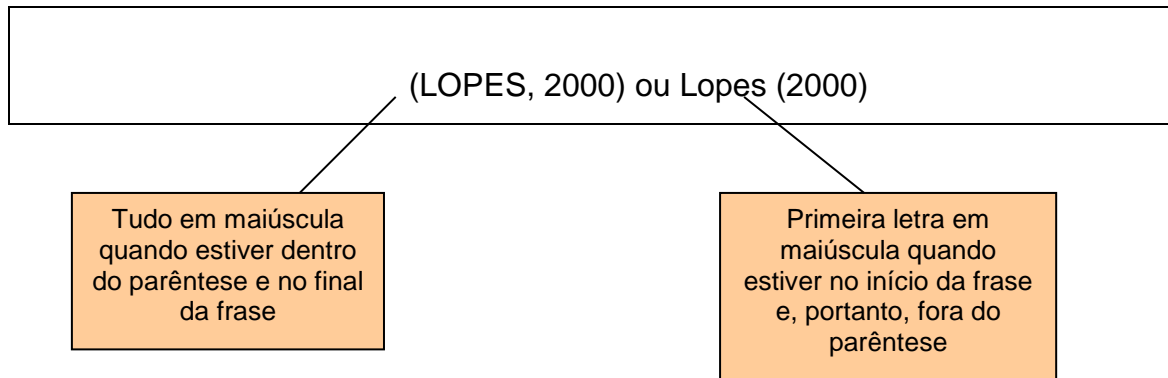 (LOPES, 2000) ou Lopes (2000)
Tudo em maiúscula
quando estiver dentro
do parêntese e no final
da frase
Primeira letra em
maiúscula quando
estiver no início da frase
e, portanto, fora do
parêntese